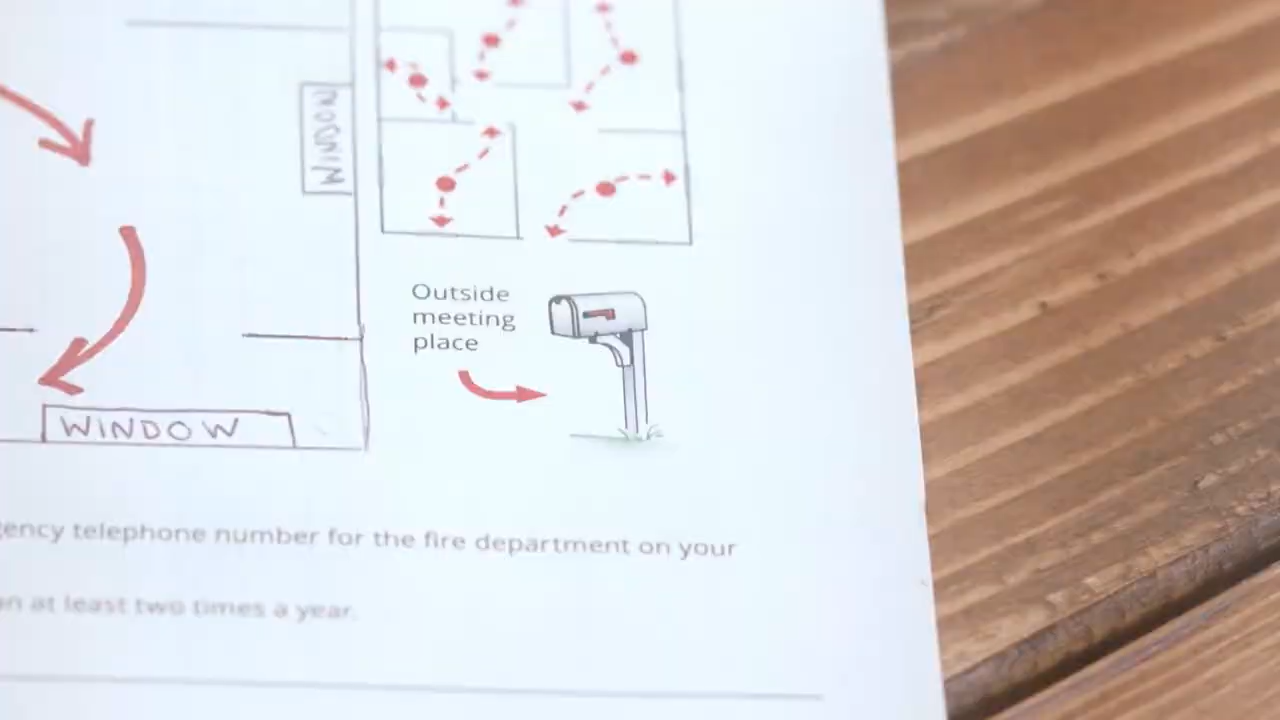 WINDOW
Outside
meeting
place
WINDOW
gency telephone number for the fire department on your
an at least two times a year.